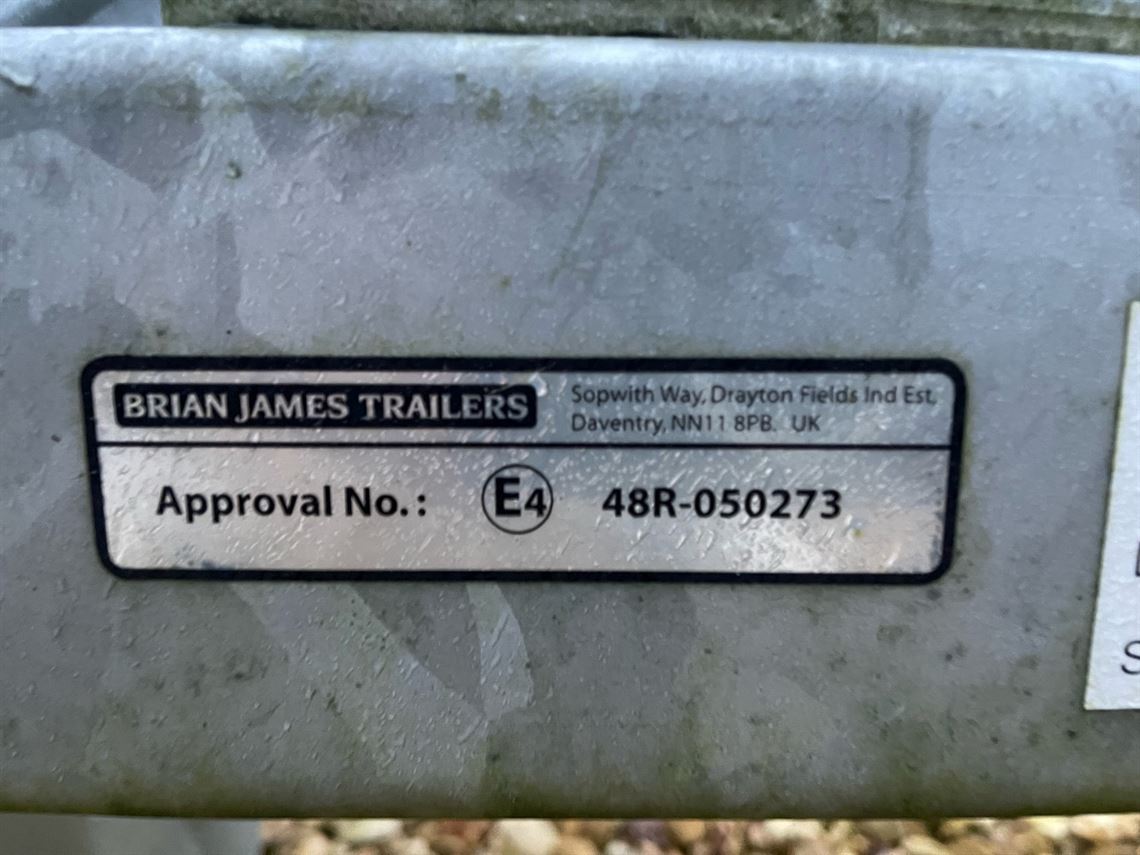 BRIAN JAMES TRAILERS
Sopwith Way, Drayton Fields Ind Est,
Daventry, NN11 8PB. UK
Approval No.: E4 48R-050273
S